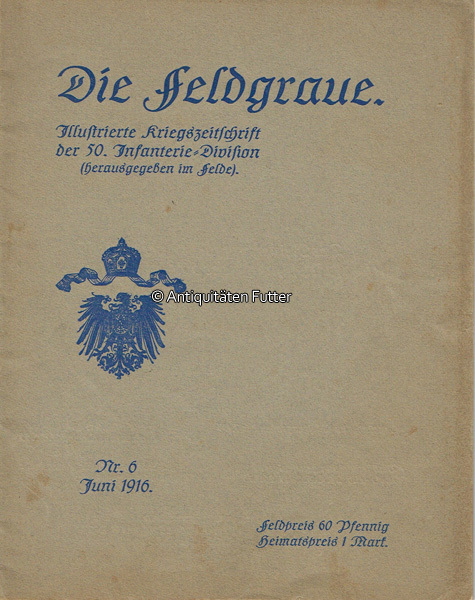 Die Feldgraue.
Illustrierte Kriegszeitschrift
der 50. Infanterie-Division
(herausgegeben im Felde).
© Antiquitäten Futter
Nr. 6
Juni 1916.
Feldpreis 60 Pfennig
Heimatspreis 1 Mark.